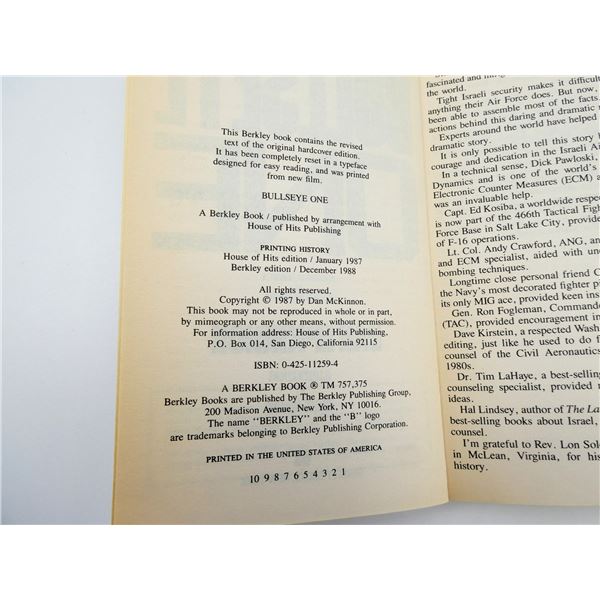 This Berkley book contains the revised
text of the original hardcover edition.
It has been completely reset in a typeface
designed for easy reading, and was printed
from new film.
BULLSEYE ONE
A Berkley Book / published by arrangement with
House of Hits Publishing
PRINTING HISTORY
House of Hits edition / January 1987
Berkley edition / December 1988
All rights reserved.
Copyright © 1987 by Dan McKinnon.
This book may not be reproduced in whole or in part,
by mimeograph or any other means, without permission.
For information address: House of Hits Publishing,
P.O. Box 014, San Diego, California 92115
ISBN: 0-425-11259-4
A BERKLEY BOOK ® TM 757,375
Berkley Books are published by The Berkley Publishing Group,
200 Madison Avenue, New York, NY 10016.
The name "BERKLEY" and the "B" logo
are trademarks belonging to Berkley Publishing Corporation.
PRINTED IN THE UNITED STATES OF AMERICA
10 9 8 7 6 5 4 3 2 1
fascinated and
the world.
Tight Israeli security makes it
anything their Air Force does. But now,
been able to assemble most of the facts.
actions behind this daring and dramatic
Experts around the world have helped
dramatic story.
It is only possible to tell this story
courage and dedication in the Israeli
In a technical sense, Dick Pawloski,
Dynamics and is one of the world's
Electronic Counter Measures (ECM)
was an invaluable help.
Capt. Ed Kosiba, a worldwide
is now part of the 466th Tactical
Force Base in Salt Lake City, provided
of F-16 operations.
Lt. Col. Andy Crawford, ANG, an
and ECM specialist, aided with
bombing techniques.
Longtime close personal friend
the Navy's most decorated fighter
its only MIG ace, provided keen
Gen. Ron Fogleman,
(TAC), provided encouragement
Dave Kirstein, a respected
editing, just like he used to do
counsel of the Civil
1980s.
Dr. Tim LaHaye, a
counseling specialist, provided
ideas.
Hal Lindsey, author of The
best-selling books about Israel,
counsel.
I'm grateful to Rev. Lon
in McLean, Virginia, for his
history.